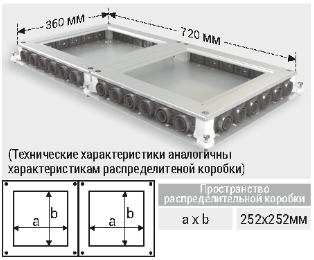 360 мм
720 мм
(Технические характеристики аналогичны
характеристикам распределитеной коробки)
Пространство
распределительной коробки
a x b
252x252мм
a
b
a
b